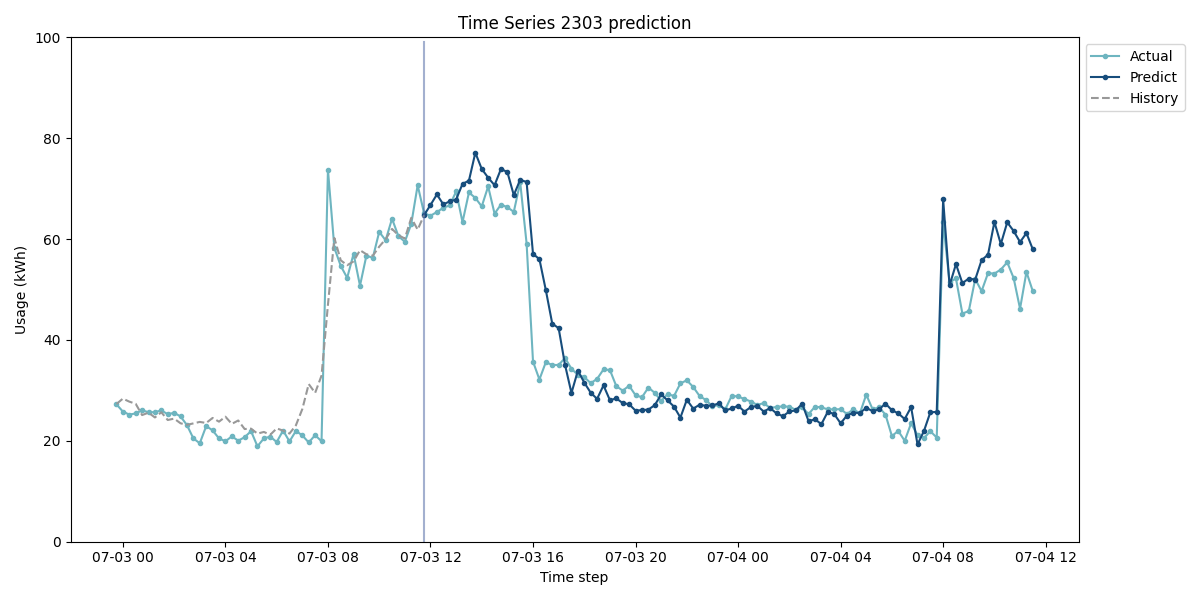 Time Series 2303 prediction
100
80
60
40
20
0
Usage (kWh)
07-03 00
07-03 04
07-03 08
07-03 12
07-03 16
07-03 20
07-04 00
07-04 04
07-04 08
07-04 12
Time step
Actual
Predict
History